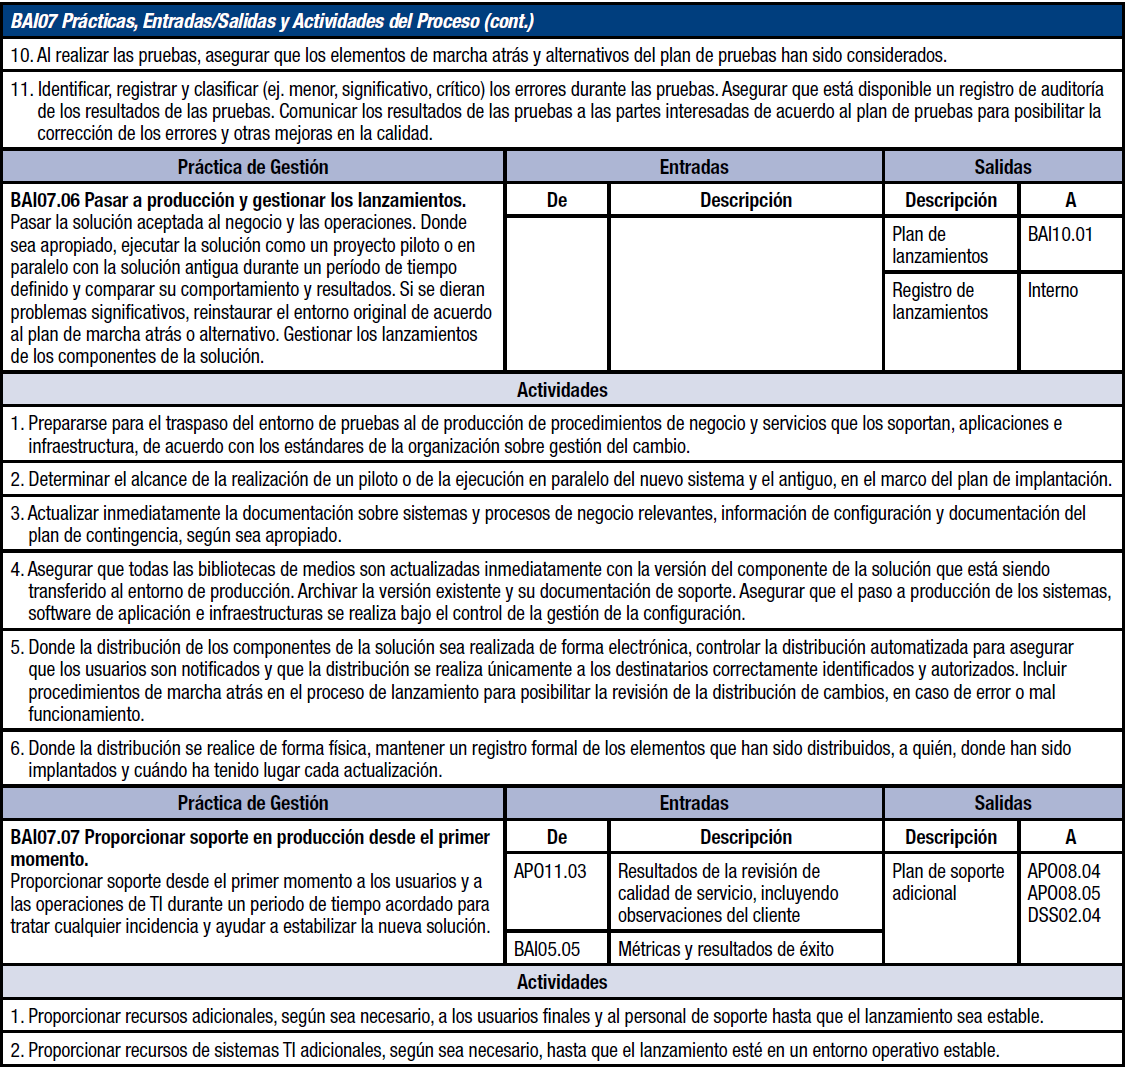 BAI07 Prácticas, Entradas/Salidas y Actividades del Proceso (cont.)
10. Al realizar las pruebas, asegurar que los elementos de marcha atrás y alternativos del plan de pruebas han sido considerados.
11. Identificar, registrar y clasificar (ej. menor, significativo, crítico) los errores durante las pruebas. Asegurar que está disponible un registro de auditoría
de los resultados de las pruebas. Comunicar los resultados de las pruebas a las partes interesadas de acuerdo al plan de pruebas para posibilitar la
corrección de los errores y otras mejoras en la calidad.
Práctica de Gestión Entradas Salidas
BAI07.06 Pasar a producción y gestionar los lanzamientos.
Pasar la solución aceptada al negocio y las operaciones. Donde
sea apropiado, ejecutar la solución como un proyecto piloto o en
paralelo con la solución antigua durante un período de tiempo
definido y comparar su comportamiento y resultados. Si se dieran
problemas significativos, reinstaurar el entorno original de acuerdo
al plan de marcha atrás o alternativo. Gestionar los lanzamientos
de los componentes de la solución.
De Descripción Descripción A
Plan de
lanzamientos
BAI10.01
Registro de
lanzamientos
Interno
Actividades
1. Prepararse para el traspaso del entorno de pruebas al de producción de procedimientos de negocio y servicios que los soportan, aplicaciones e
infraestructura, de acuerdo con los estándares de la organización sobre gestión del cambio.
2. Determinar el alcance de la realización de un piloto o de la ejecución en paralelo del nuevo sistema y el antiguo, en el marco del plan de implantación.
3. Actualizar inmediatamente la documentación sobre sistemas y procesos de negocio relevantes, información de configuración y documentación del
plan de contingencia, según sea apropiado.
4. Asegurar que todas las bibliotecas de medios son actualizadas inmediatamente con la versión del componente de la solución que está siendo
transferido al entorno de producción. Archivar la versión existente y su documentación de soporte. Asegurar que el paso a producción de los sistemas,
software de aplicación e infraestructuras se realiza bajo el control de la gestión de la configuración.
5. Donde la distribución de los componentes de la solución sea realizada de forma electrónica, controlar la distribución automatizada para asegurar
que los usuarios son notificados y que la distribución se realiza únicamente a los destinatarios correctamente identificados y autorizados. Incluir
procedimientos de marcha atrás en el proceso de lanzamiento para posibilitar la revisión de la distribución de cambios, en caso de error o mal
funcionamiento.
6. Donde la distribución se realice de forma física, mantener un registro formal de los elementos que han sido distribuidos, a quién, donde han sido
implantados y cuándo ha tenido lugar cada actualización.
Práctica de Gestión Entradas Salidas
BAI07.07 Proporcionar soporte en producción desde el primer
momento.
Proporcionar soporte desde el primer momento a los usuarios y a
las operaciones de TI durante un periodo de tiempo acordado para
tratar cualquier incidencia y ayudar a estabilizar la nueva solución.
De Descripción Descripción A
APO11.03
Resultados de la revisión de
calidad de servicio, incluyendo
observaciones del cliente
BAI05.05 Métricas y resultados de éxito
Plan de soporte
adicional
APO08.04
APO08.05
DSS02.04
Actividades
1. Proporcionar recursos adicionales, según sea necesario, a los usuarios finales y al personal de soporte hasta que el lanzamiento sea estable.
2. Proporcionar recursos de sistemas TI adicionales, según sea necesario, hasta que el lanzamiento esté en un entorno operativo estable.